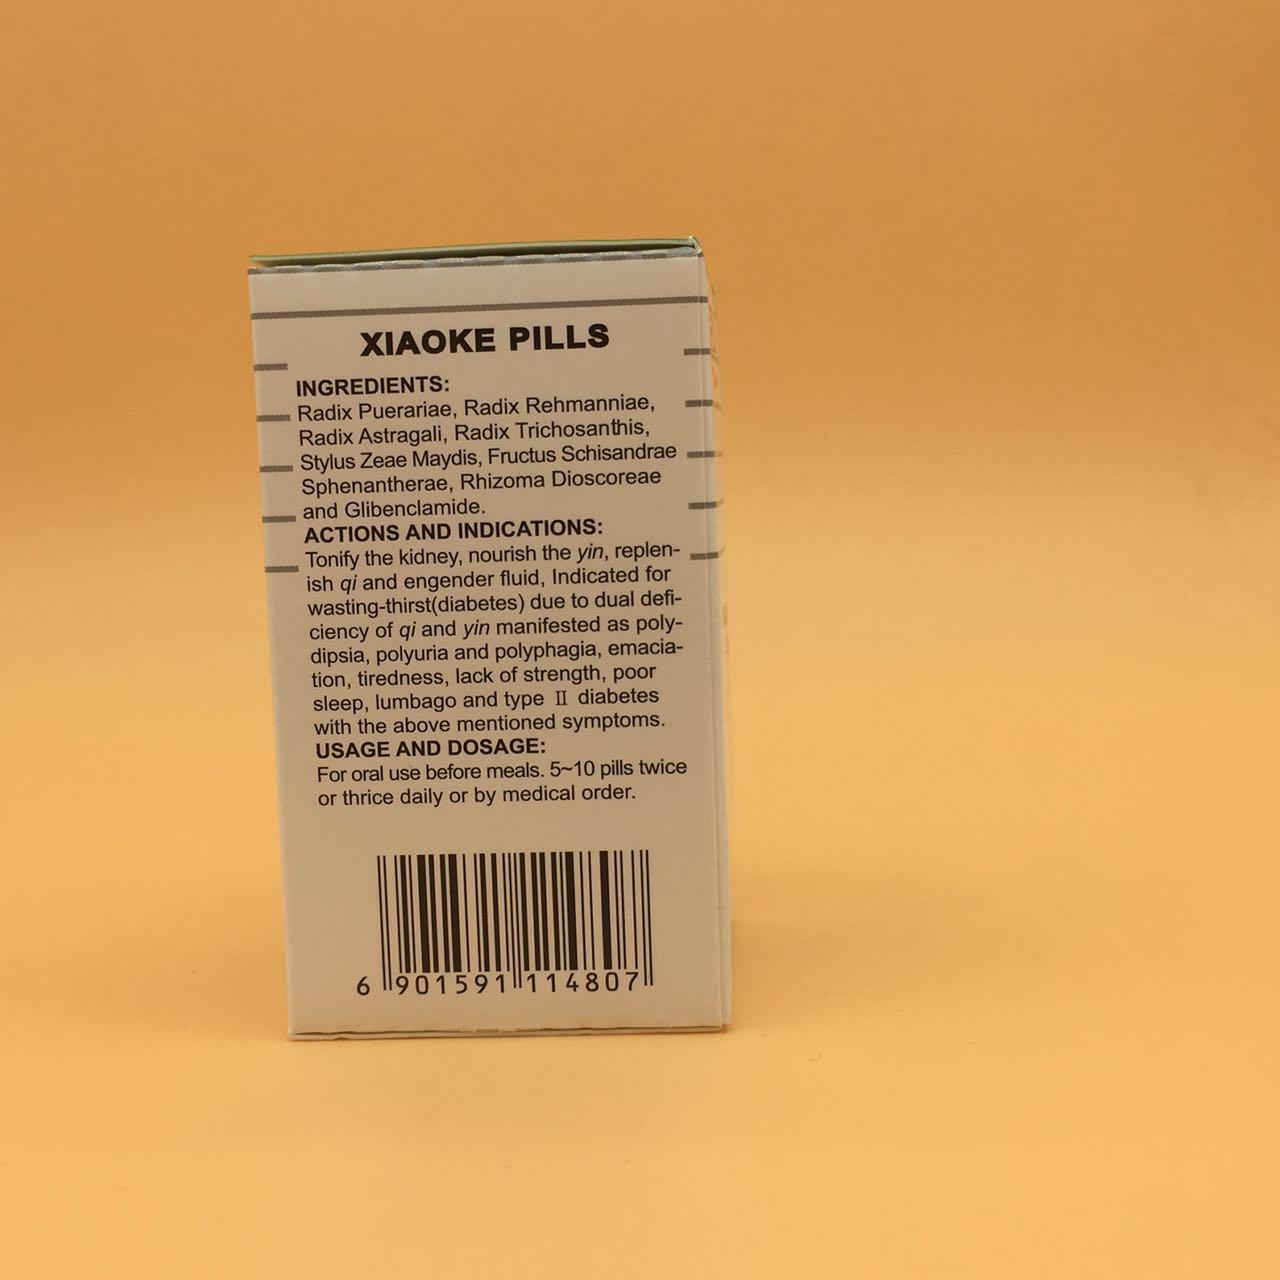 XIAOKE PILLS
INGREDIENTS:
Radix Puerariae, Radix Rehmanniae,
Radix Astragali, Radix Trichosanthis,
Stylus Zeae Maydis, Fructus Schisandrae
Sphenantherae, Rhizoma Dioscoreae
and Glibenclamide.
ACTIONS AND INDICATIONS:
Tonify the kidney, nourish the yin, replen-
ish qi and engender fluid, Indicated for
wasting-thirst(diabetes) due to dual defi-
ciency of qi and yin manifested as poly-
dipsia, polyuria and polyphagia, emacia-
tion, tiredness, lack of strength, poor
sleep, lumbago and type Ⅱ diabetes
with the above mentioned symptoms.
USAGE AND DOSAGE:
For oral use before meals. 5~10 pills twice
or thrice daily or by medical order.
6 901591 114807